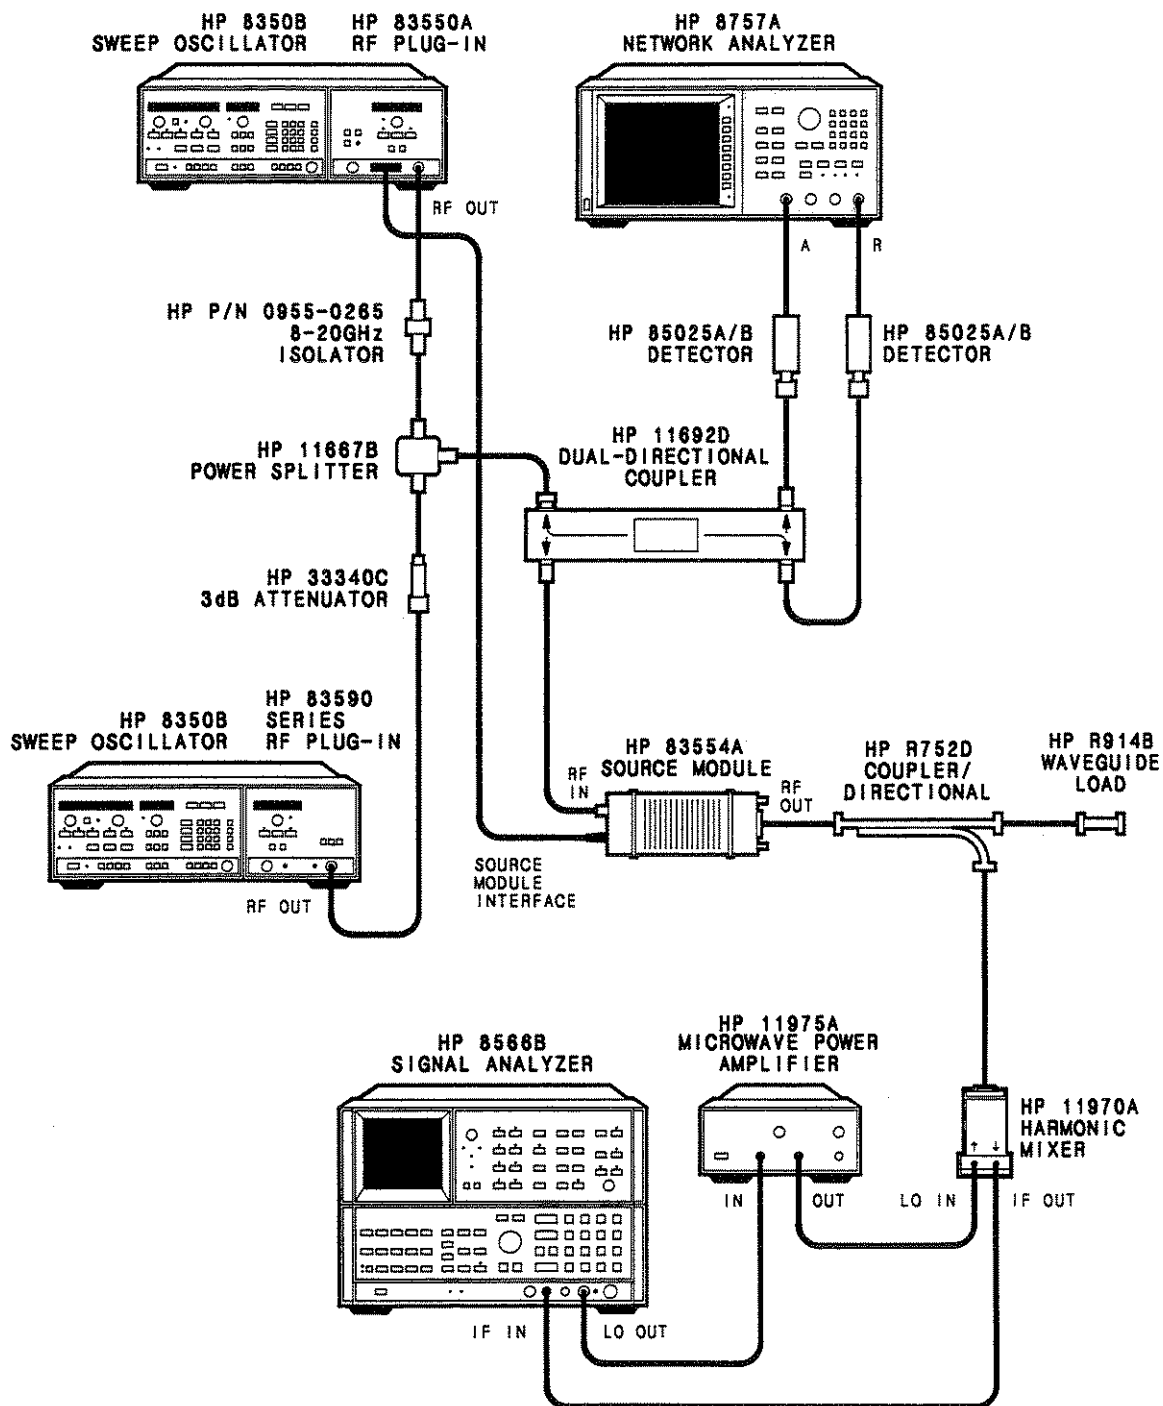 HP 8350B
SWEEP OSCILLATOR
HP 83550A
RF PLUG-IN
HP 8757A
NETWORK ANALYZER
RF OUT
A
R
HP P/N 0955-0265
8-20GHz
ISOLATOR
HP 85025A/B
DETECTOR
HP 85025A/B
DETECTOR
HP 11667B
POWER SPLITTER
HP 11692D
DUAL-DIRECTIONAL
COUPLER
HP 33340C
3dB ATTENUATOR
HP 8350B
SWEEP OSCILLATOR
HP 83590
SERIES
RF PLUG-IN
RF OUT
RF
IN
HP 83554A
SOURCE MODULE
RF
OUT
HP R752D
COUPLER/
DIRECTIONAL
HP R914B
WAVEGUIDE
LOAD
SOURCE
MODULE
INTERFACE
HP 8566B
SIGNAL ANALYZER
HP 11975A
MICROWAVE POWER
AMPLIFIER
HP 11970A
HARMONIC
MIXER
IN
OUT
LO IN
IF OUT
IF IN
LO OUT